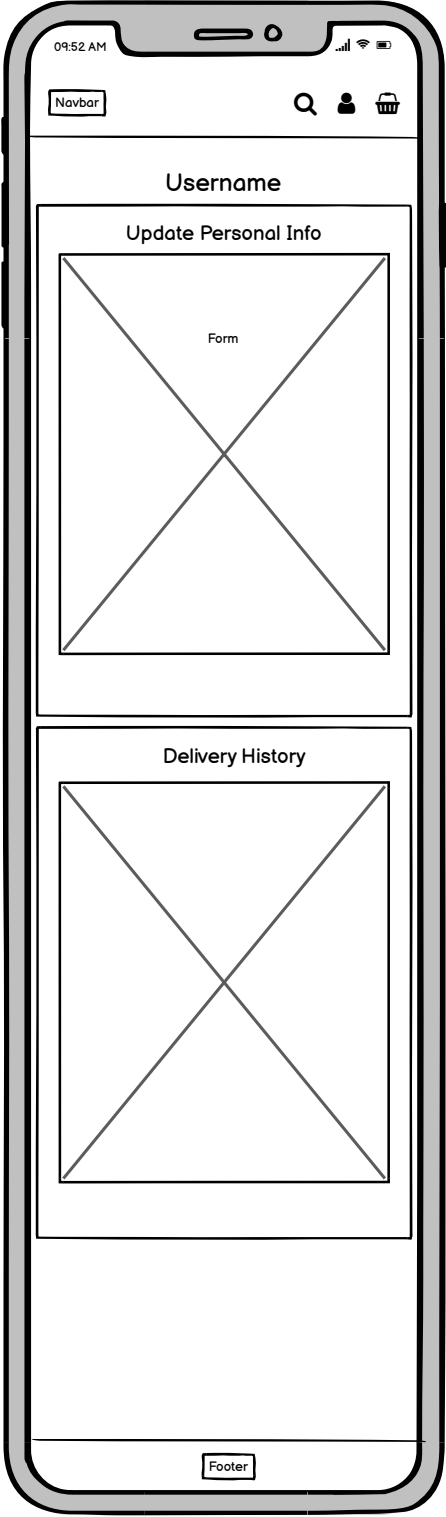 09:52 AM
Navbar
Username
Update Personal Info
Form
Delivery History
Footer